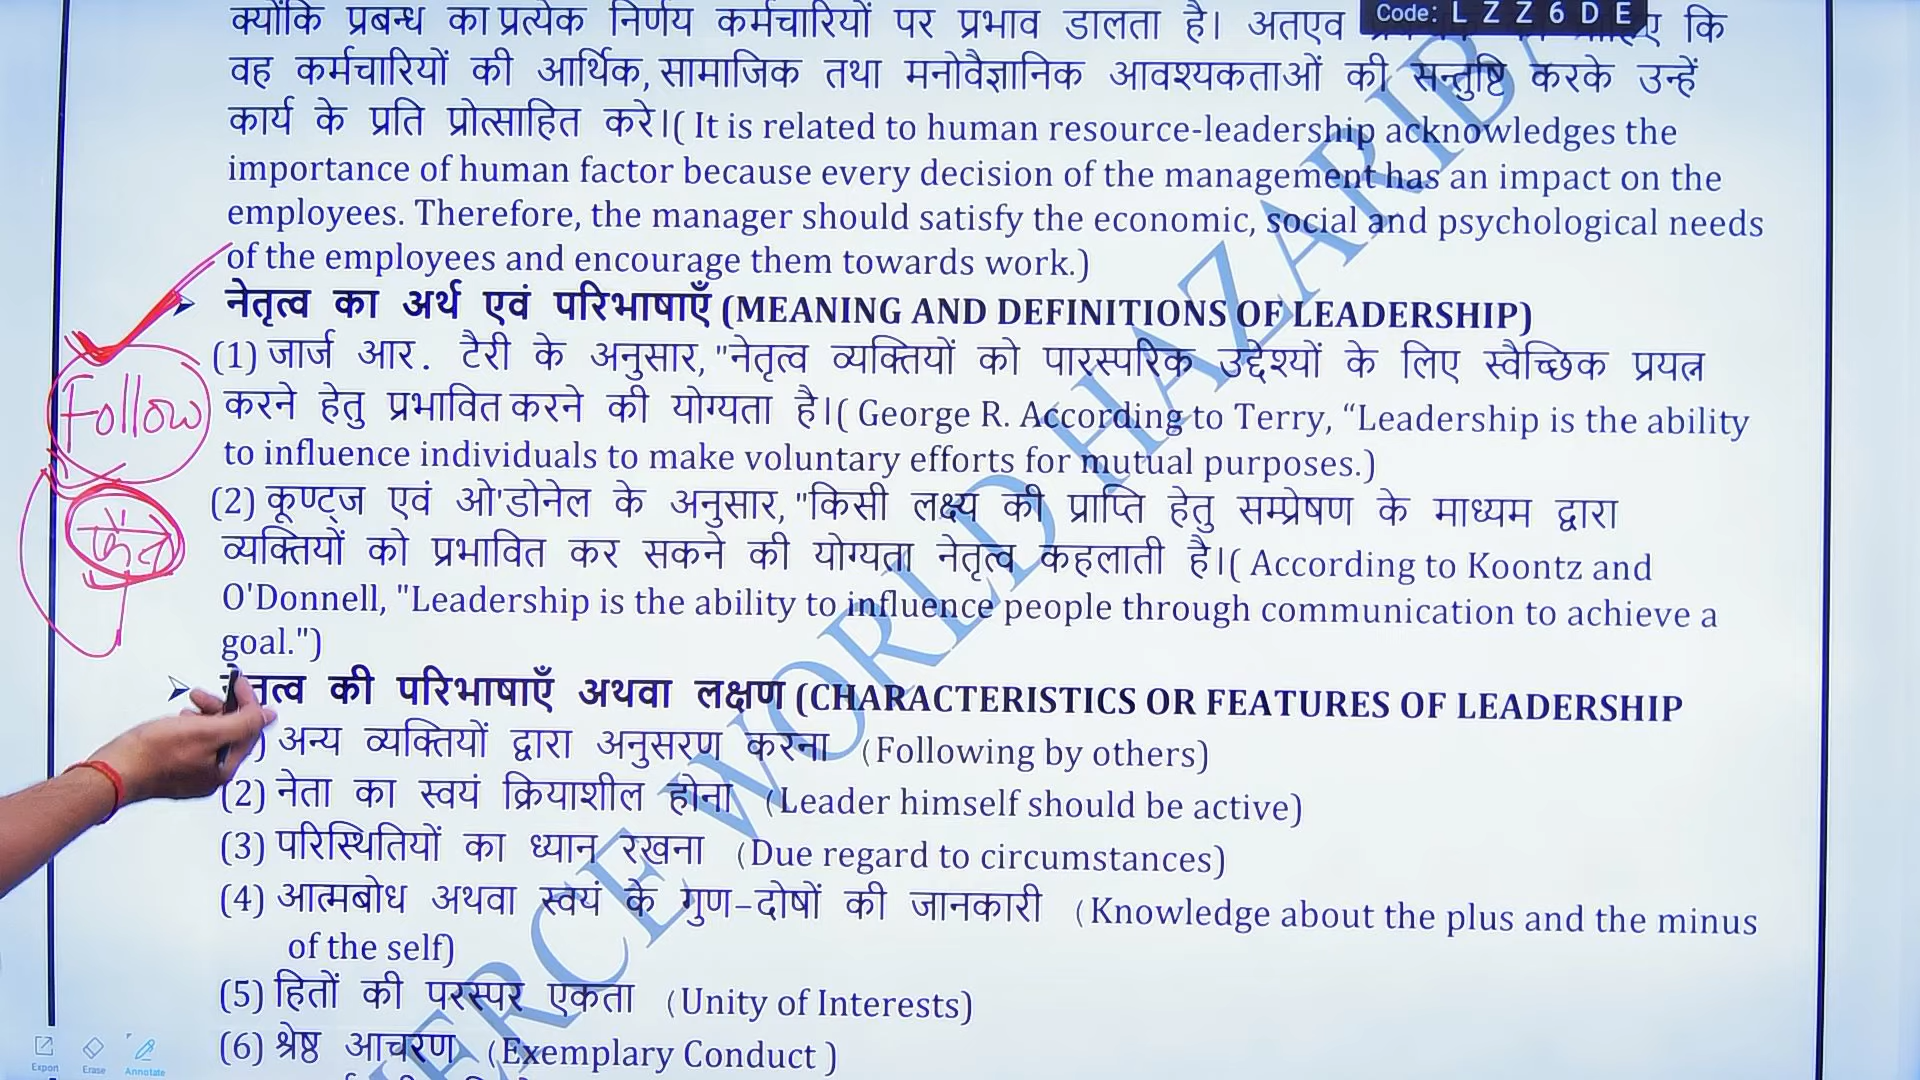 क्योंकि प्रबन्ध का प्रत्येक निर्णय कर्मचारियों पर प्रभाव डालता है। अतएव
Code: L Z Z 6 D E
कि
वह कर्मचारियों की आर्थिक, सामाजिक तथा मनोवैज्ञानिक आवश्यकताओं की सन्तुष्टि करके उन्हें
कार्य के प्रति प्रोत्साहित करे।( It is related to human resource-leadership acknowledges the
importance of human factor because every decision of the management has an impact on the
employees. Therefore, the manager should satisfy the economic, social and psychological needs
of the employees and encourage them towards work.)
नेतृत्व का अर्थ एवं परिभाषाएँ (MEANING AND DEFINITIONS OF LEADERSHIP)
(1) जार्ज आर. टैरी के अनुसार, "नेतृत्व व्यक्तियों को पारस्परिक उद्देश्यों के लिए स्वैच्छिक प्रयत्न
Follow
करने हेतु प्रभावित करने की योग्यता है।( George R. According to Terry, “Leadership is the ability
to influence individuals to make voluntary efforts for mutual purposes.)
(2) कूण्ट्ज एवं ओ'डोनेल के अनुसार, "किसी लक्ष्य की प्राप्ति हेतु सम्प्रेषण के माध्यम द्वारा
व्यक्तियों को प्रभावित कर सकने की योग्यता नेतृत्व कहलाती है।( According to Koontz and
O'Donnell, "Leadership is the ability to influence people through communication to achieve a
goal.")
की परिभाषाएँ अथवा लक्षण (CHARACTERISTICS OR FEATURES OF LEADERSHIP
अन्य व्यक्तियों द्वारा अनुसरण करना (Following by others)
(2) नेता का स्वयं क्रियाशील होना (Leader himself should be active)
(3) परिस्थितियों का ध्यान रखना (Due regard to circumstances)
(4) आत्मबोध अथवा स्वयं के गुण-दोषों की जानकारी (Knowledge about the plus and the minus
of the self)
(5) हितों की परस्पर एकता (Unity of Interests)
(6) श्रेष्ठ आचरण (Exemplary Conduct )
Export Erase Annotate
MERCE WORLD HAZARIBA